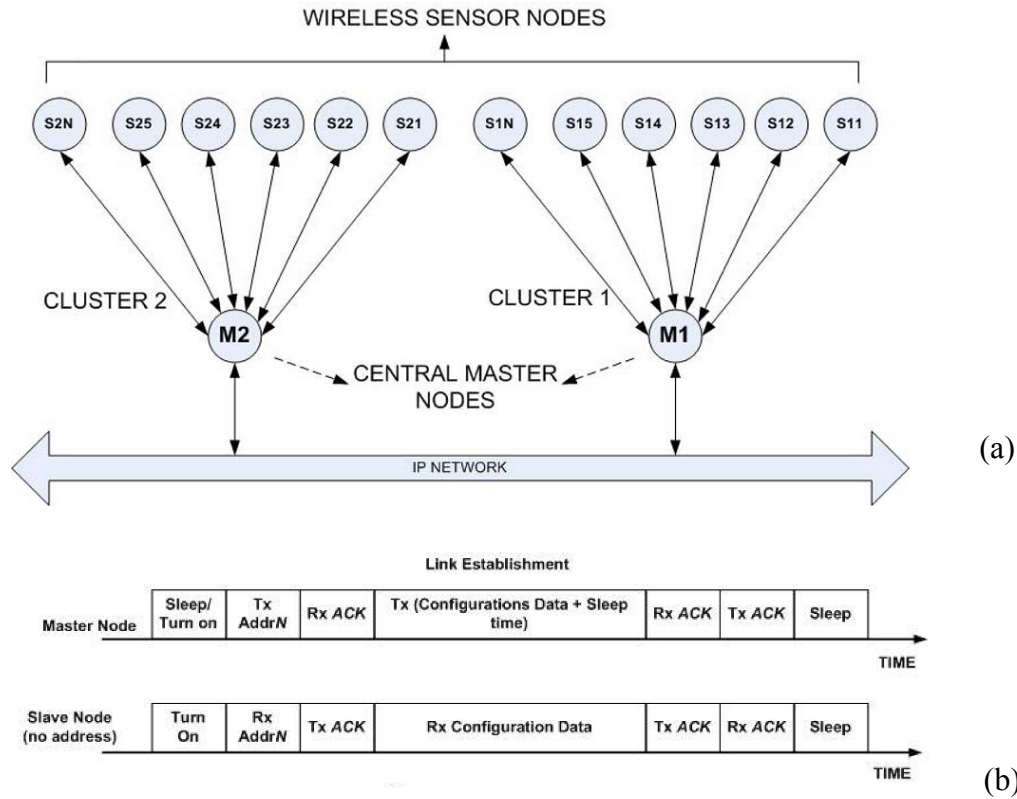 WIRELESS SENSOR NODES
S2N S25 S24 S23 S22 S21 S1N S15 S14 S13 S12 S11
CLUSTER 2
CLUSTER 1
M2
M1
CENTRAL MASTER
NODES
IP NETWORK
(a)
Link Establishment
Master Node
Sleep/
Turn on
Tx
AddrN
Rx ACK
Tx (Configurations Data + Sleep
time)
Rx ACK
Tx ACK
Sleep
TIME
Slave Node
(no address)
Turn
On
Rx
AddrN
Tx ACK
Rx Configuration Data
Tx ACK
Rx ACK
Sleep
TIME
(b)